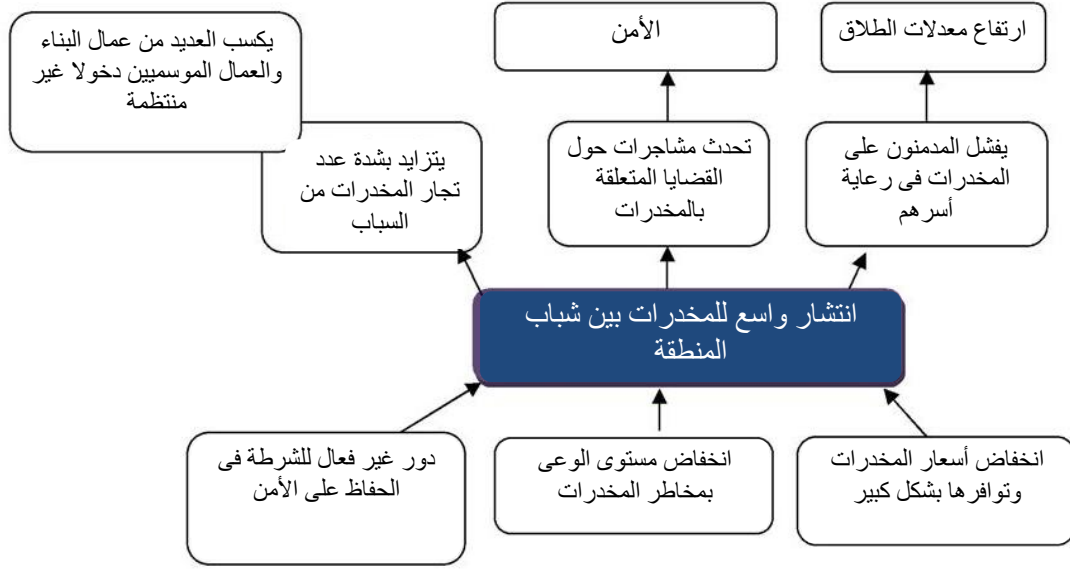 ارتفاع معدلات الطلاق
الأمن
يكسب العديد من عمال البناء
والعمال الموسميين دخولا غير
منتظمة
يفشل المدمنون على
المخدرات فى رعاية
أسرهم
تحدث مشاجرات حول
القضايا المتعلقة
بالمخدرات
يتزايد بشدة عدد
تجار المخدرات من
السباب
انتشار واسع للمخدرات بين شباب
المنطقة
انخفاض أسعار المخدرات
وتوافرها بشكل كبير
انخفاض مستوى الوعى
بمخاطر المخدرات
دور غير فعال للشرطة فى
الحفاظ على الأمن